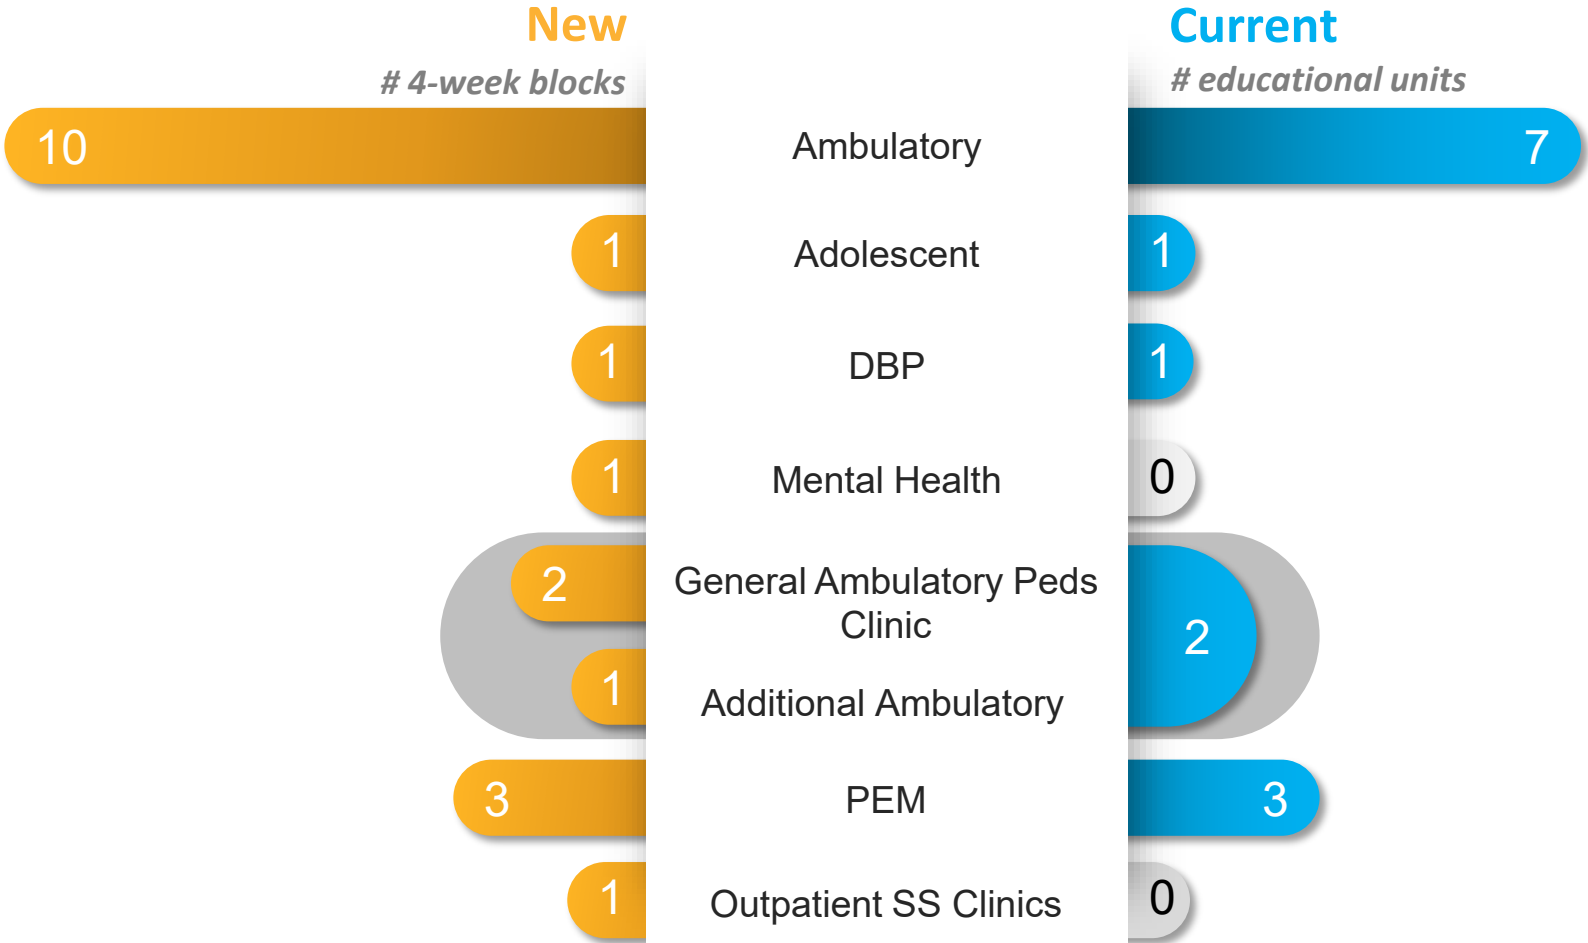 New
Current
# 4-week blocks
# educational units
10
Ambulatory
7
1
Adolescent
1
1
DBP
1
1
Mental Health
0
2
General Ambulatory Peds
Clinic
2
1
Additional Ambulatory
3
PEM
3
1
Outpatient SS Clinics
0